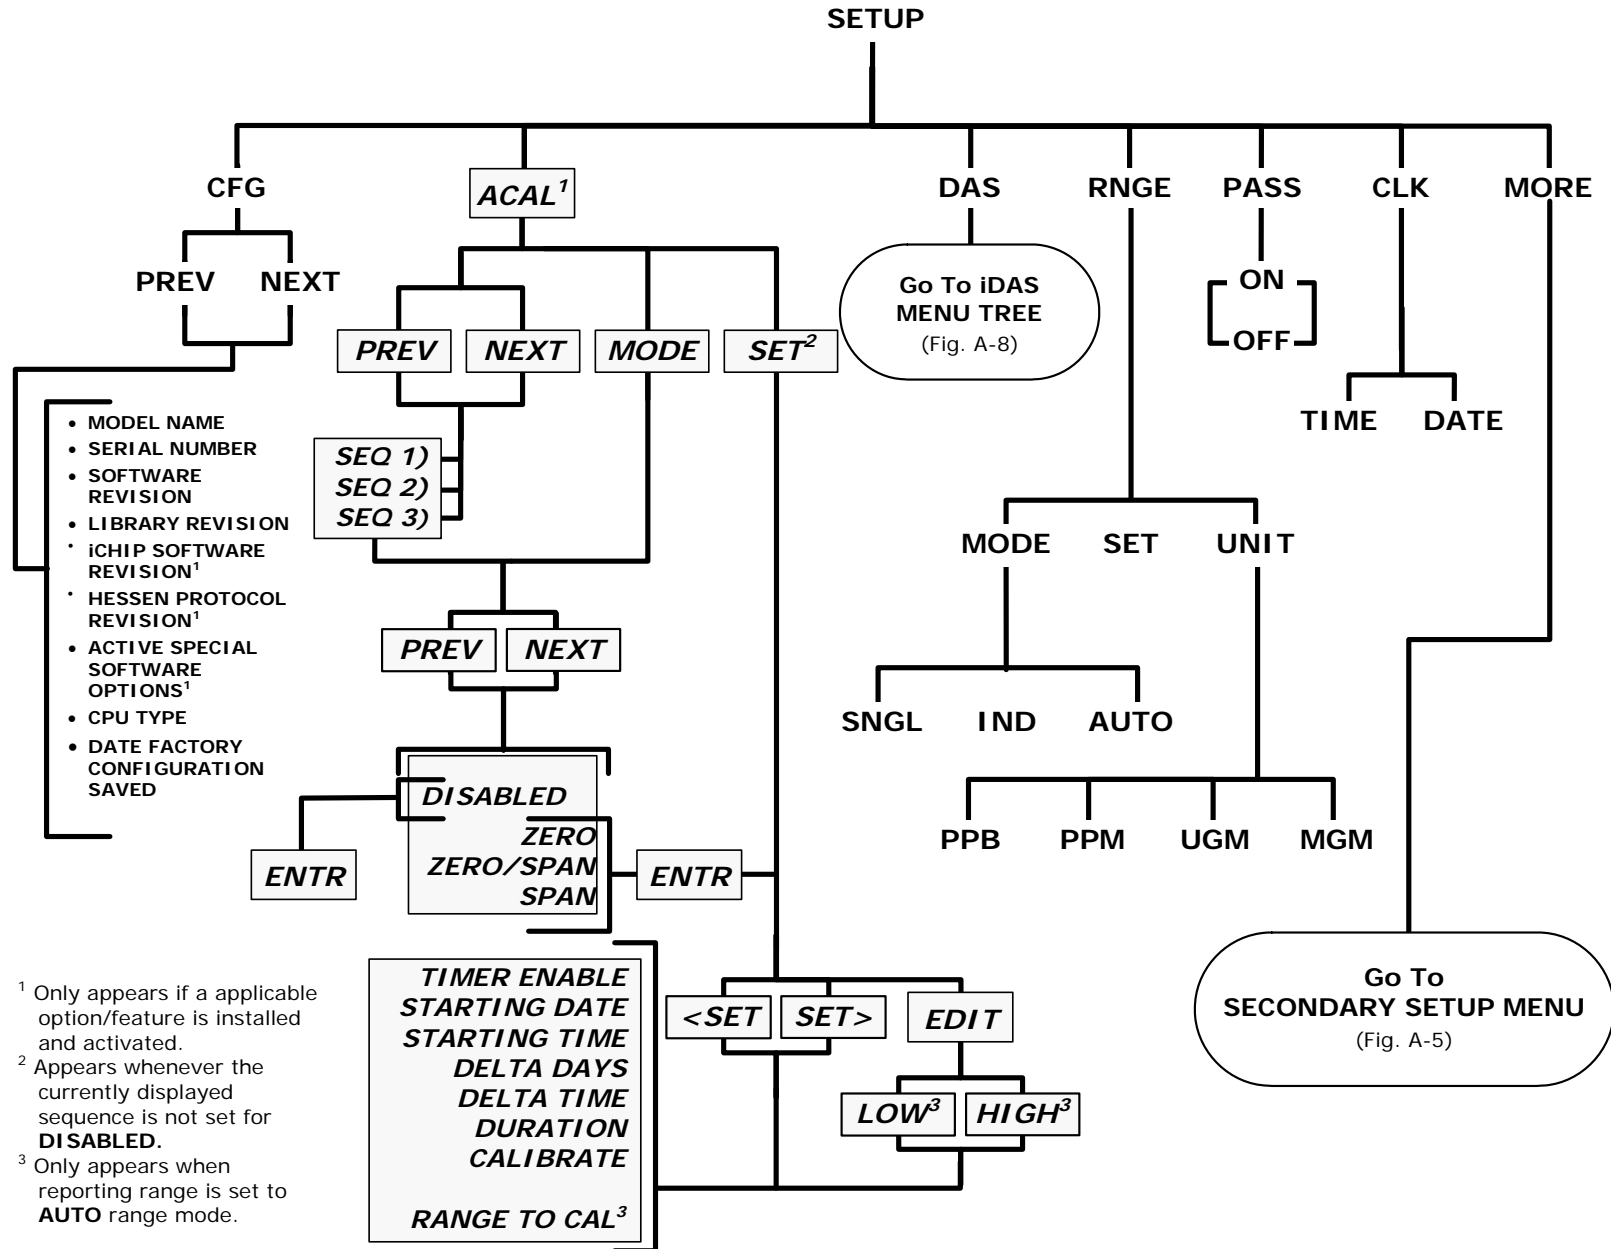 SETUP
CFG
ACAL¹
DAS
RNGE
PASS
CLK
MORE
PREV
NEXT
PREV
NEXT
MODE
SET²
Go To iDAS
MENU TREE
(Fig. A-8)
ON
OFF
TIME
DATE
• MODEL NAME
• SERIAL NUMBER
• SOFTWARE
REVISION
• LIBRARY REVISION
• iCHIP SOFTWARE
REVISION¹
• HESSEN PROTOCOL
REVISION¹
• ACTIVE SPECIAL
SOFTWARE
OPTIONS¹
• CPU TYPE
• DATE FACTORY
CONFIGURATION
SAVED
SEQ 1)
SEQ 2)
SEQ 3)
MODE
SET
UNIT
PREV
NEXT
SNGL
IND
AUTO
DISABLED
ZERO
ZERO/SPAN
SPAN
ENTR
ENTR
PPB
PPM
UGM
MGM
TIMER ENABLE
STARTING DATE
STARTING TIME
DELTA DAYS
DELTA TIME
DURATION
CALIBRATE
RANGE TO CAL³
<SET
SET>
EDIT
LOW³
HIGH³
Go To
SECONDARY SETUP MENU
(Fig. A-5)
¹ Only appears if a applicable
option/feature is installed
and activated.
² Appears whenever the
currently displayed
sequence is not set for
DISABLED.
³ Only appears when
reporting range is set to
AUTO range mode.